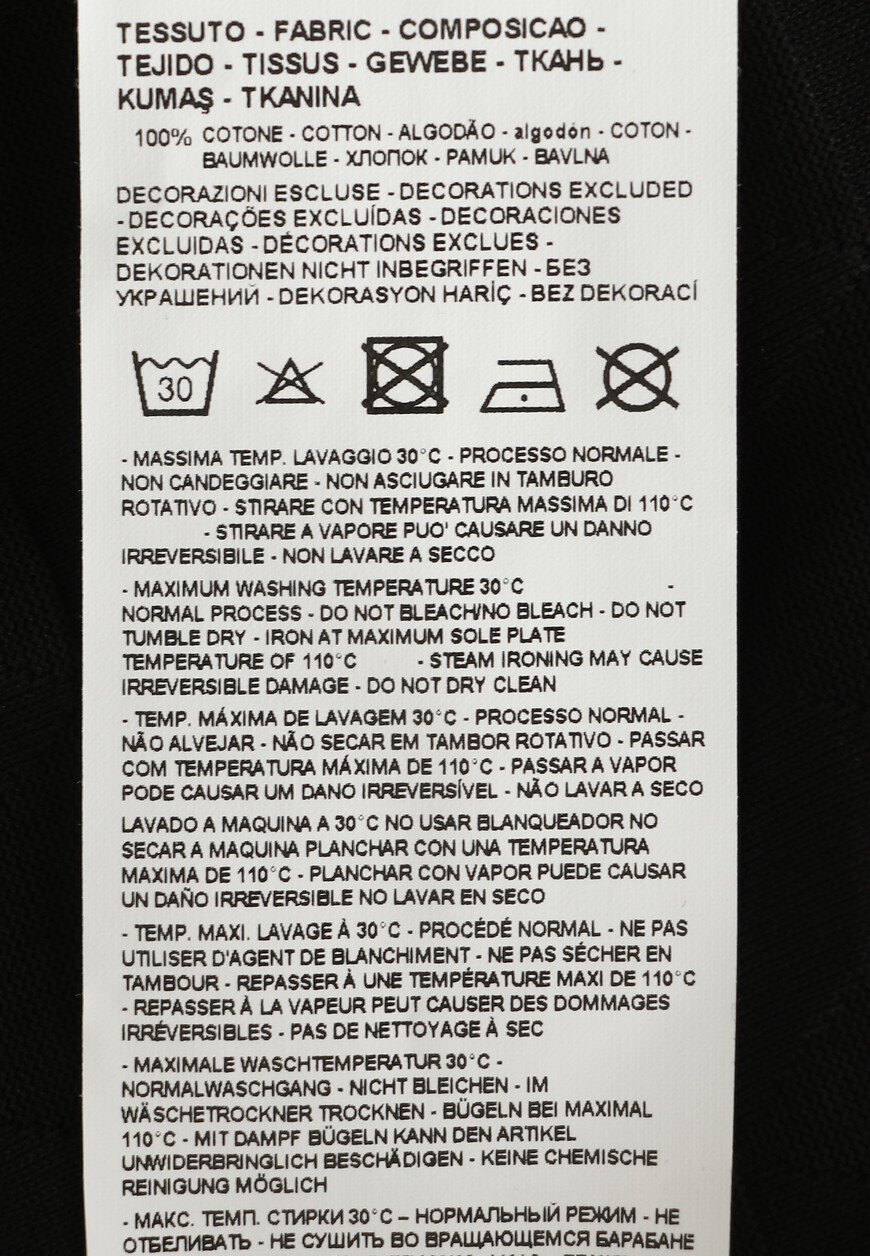 TESSUTO - FABRIC - COMPOSICAO -
TEJIDO - TISSUS - GEWEBE - ТКАНЬ -
KUMAŞ - TKANINA
100% COTONE - COTTON - ALGODÃO - algodón - COTON -
BAUMWOLLE - ХЛОПОК - PAMUK - BAVLNA
DECORAZIONI ESCLUSE - DECORATIONS EXCLUDED
- DECORAÇÕES EXCLUÍDAS - DECORACIONES
EXCLUIDAS - DÉCORATIONS EXCLUES -
DEKORATIONEN NICHT INBEGRIFFEN - БЕЗ
УКРАШЕНИЙ - DEKORASYON HARİÇ - BEZ DEKORACÍ
30
- MASSIMA TEMP. LAVAGGIO 30°C - PROCESSO NORMALE -
NON CANDEGGIARE - NON ASCIUGARE IN TAMBURO
ROTATIVO - STIRARE CON TEMPERATURA MASSIMA DI 110°C
- STIRARE A VAPORE PUO' CAUSARE UN DANNO
IRREVERSIBILE - NON LAVARE A SECCO
- MAXIMUM WASHING TEMPERATURE 30°C -
NORMAL PROCESS - DO NOT BLEACH/NO BLEACH - DO NOT
TUMBLE DRY - IRON AT MAXIMUM SOLE PLATE
TEMPERATURE OF 110°C - STEAM IRONING MAY CAUSE
IRREVERSIBLE DAMAGE - DO NOT DRY CLEAN
- TEMP. MÁXIMA DE LAVAGEM 30°C - PROCESSO NORMAL -
NÃO ALVEJAR - NÃO SECAR EM TAMBOR ROTATIVO - PASSAR
COM TEMPERATURA MÁXIMA DE 110°C - PASSAR A VAPOR
PODE CAUSAR UM DANO IRREVERSÍVEL - NÃO LAVAR A SECO
LAVADO A MAQUINA A 30°C NO USAR BLANQUEADOR NO
SECAR A MAQUINA PLANCHAR CON UNA TEMPERATURA
MAXIMA DE 110°C - PLANCHAR CON VAPOR PUEDE CAUSAR
UN DAÑO IRREVERSIBLE NO LAVAR EN SECO
- TEMP. MAXI. LAVAGE À 30°C - PROCÉDÉ NORMAL - NE PAS
UTILISER D'AGENT DE BLANCHIMENT - NE PAS SÉCHER EN
TAMBOUR - REPASSER À UNE TEMPÉRATURE MAXI DE 110°C
- REPASSER À LA VAPEUR PEUT CAUSER DES DOMMAGES
IRRÉVERSIBLES - PAS DE NETTOYAGE À SEC
- MAXIMALE WASCHTEMPERATUR 30°C -
NORMALWASCHGANG - NICHT BLEICHEN - IM
WÄSCHETROCKNER TROCKNEN - BÜGELN BEI MAXIMAL
110°C - MIT DAMPF BÜGELN KANN DEN ARTIKEL
UNWIDERBRINGLICH BESCHÄDIGEN - KEINE CHEMISCHE
REINIGUNG MÖGLICH
- МАКС. ТЕМП. СТИРКИ 30°C – НОРМАЛЬНЫЙ РЕЖИМ - НЕ
ОТБЕЛИВАТЬ - НЕ СУШИТЬ ВО ВРАЩАЮЩЕМСЯ БАРАБАНЕ